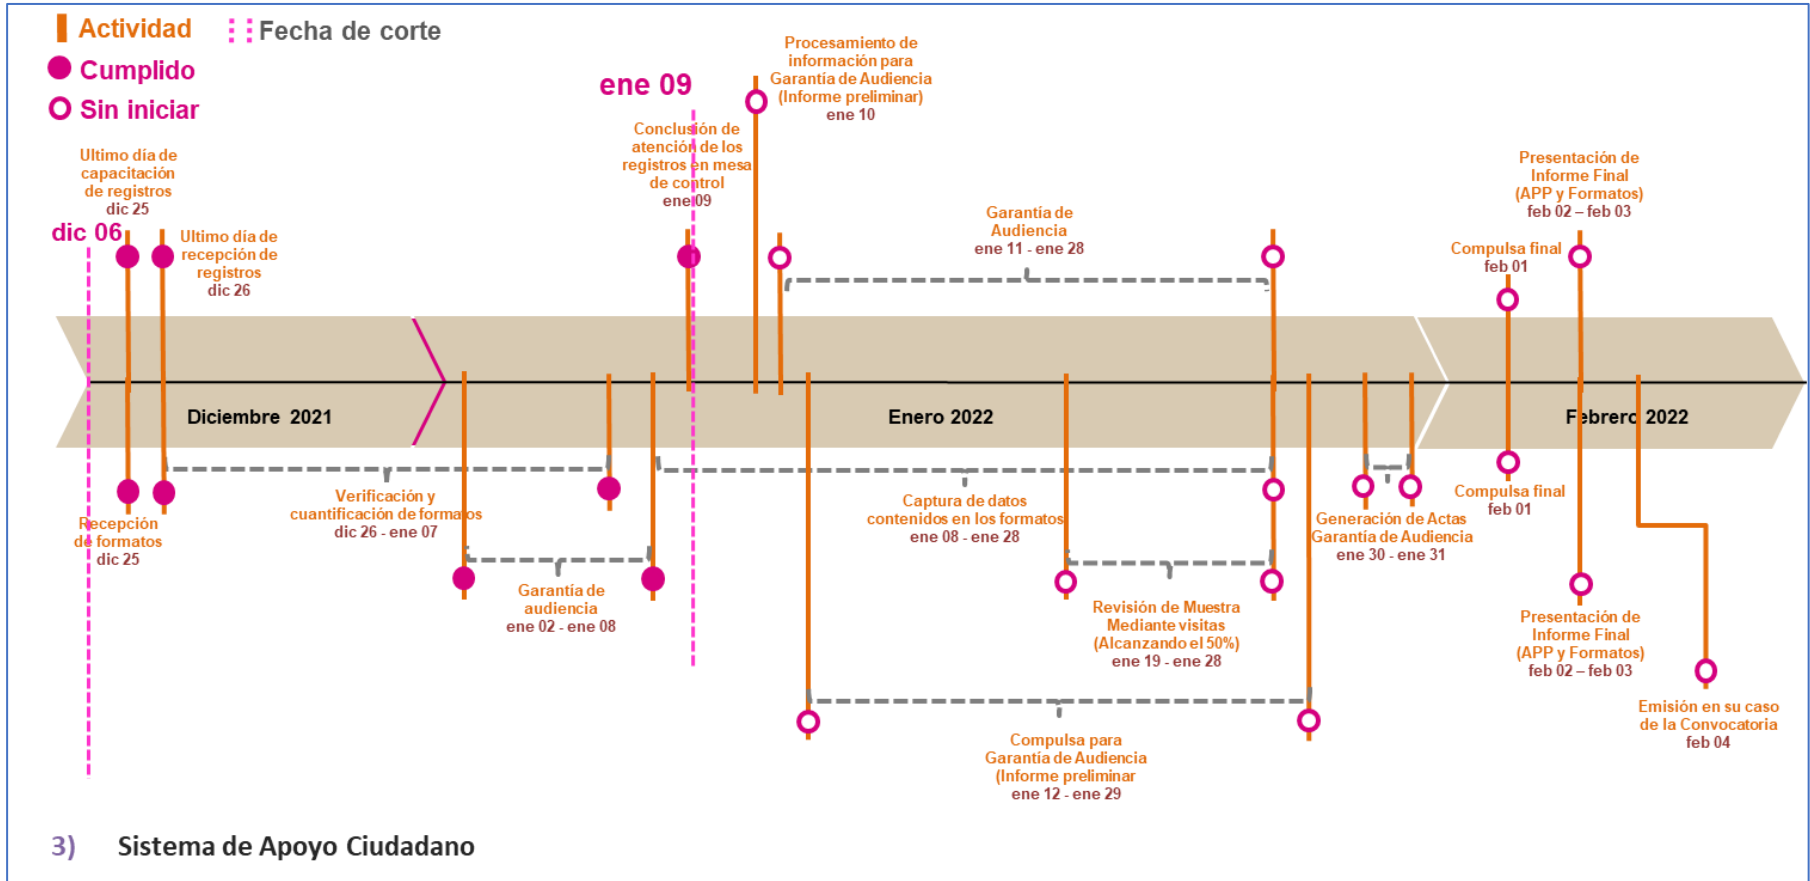 Actividad
Fecha de corte
Cumplido
Sin iniciar
dic 06
Ultimo día de
capacitación
de registros
dic 25
Ultimo día de
recepción de
registros
dic 26
ene 09
Conclusión de
atención de los
registros en mesa
de control
ene 09
Procesamiento de
información para
Garantía de Audiencia
(Informe preliminar)
ene 10
Garantía de
Audiencia
ene 11 - ene 28
Compulsa final
feb 01
Presentación de
Informe Final
(APP y Formatos)
feb 02 – feb 03
Diciembre 2021
Enero 2022
Febrero 2022
Recepción
de formatos
dic 25
Verificación y
cuantificación de formatos
dic 26 - ene 07
Garantía de
audiencia
ene 02 - ene 08
Captura de datos
contenidos en los formatos
ene 08 - ene 28
Revisión de Muestra
Mediante visitas
(Alcanzando el 50%)
ene 19 - ene 28
Compulsa para
Garantía de Audiencia
(Informe preliminar
ene 12 - ene 29
Generación de Actas
Garantía de Audiencia
ene 30 - ene 31
Compulsa final
feb 01
Presentación de
Informe Final
(APP y Formatos)
feb 02 – feb 03
Emisión en su caso
de la Convocatoria
feb 04
3) Sistema de Apoyo Ciudadano